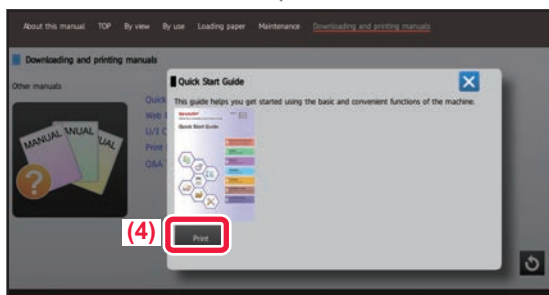 About this manual TOP By view By use Loading paper Maintenance Downloading and printing manuals
Downloading and printing manuals
Other manuals
Quick Start Guide
This guide helps you get started using the basic and convenient functions of the machine.
SHARP
Quick Start Guide
Quick
Web
U/I
Print
Q&A
MANUAL MANUAL
(4)
Print